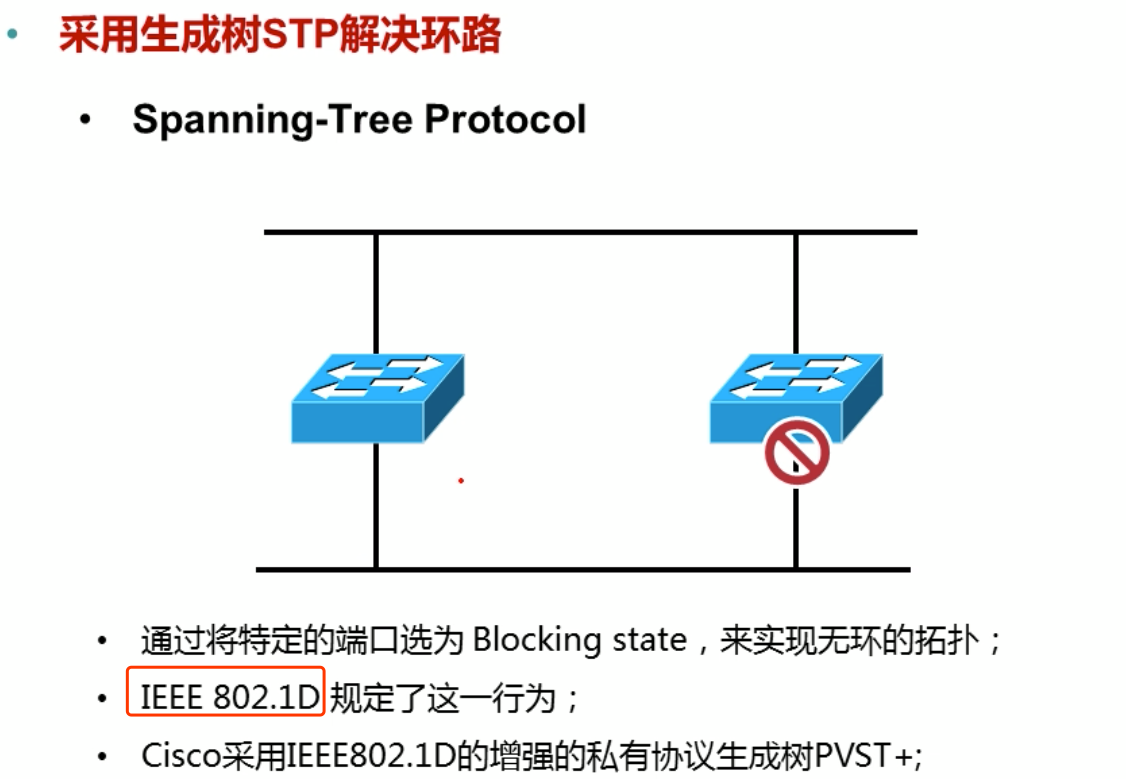 • 采用生成树STP解决环路
• Spanning-Tree Protocol
• 通过将特定的端口选为 Blocking state，来实现无环的拓扑；
• IEEE 802.1D 规定了这一行为；
• Cisco采用IEEE802.1D的增强的私有协议生成树PVST+;